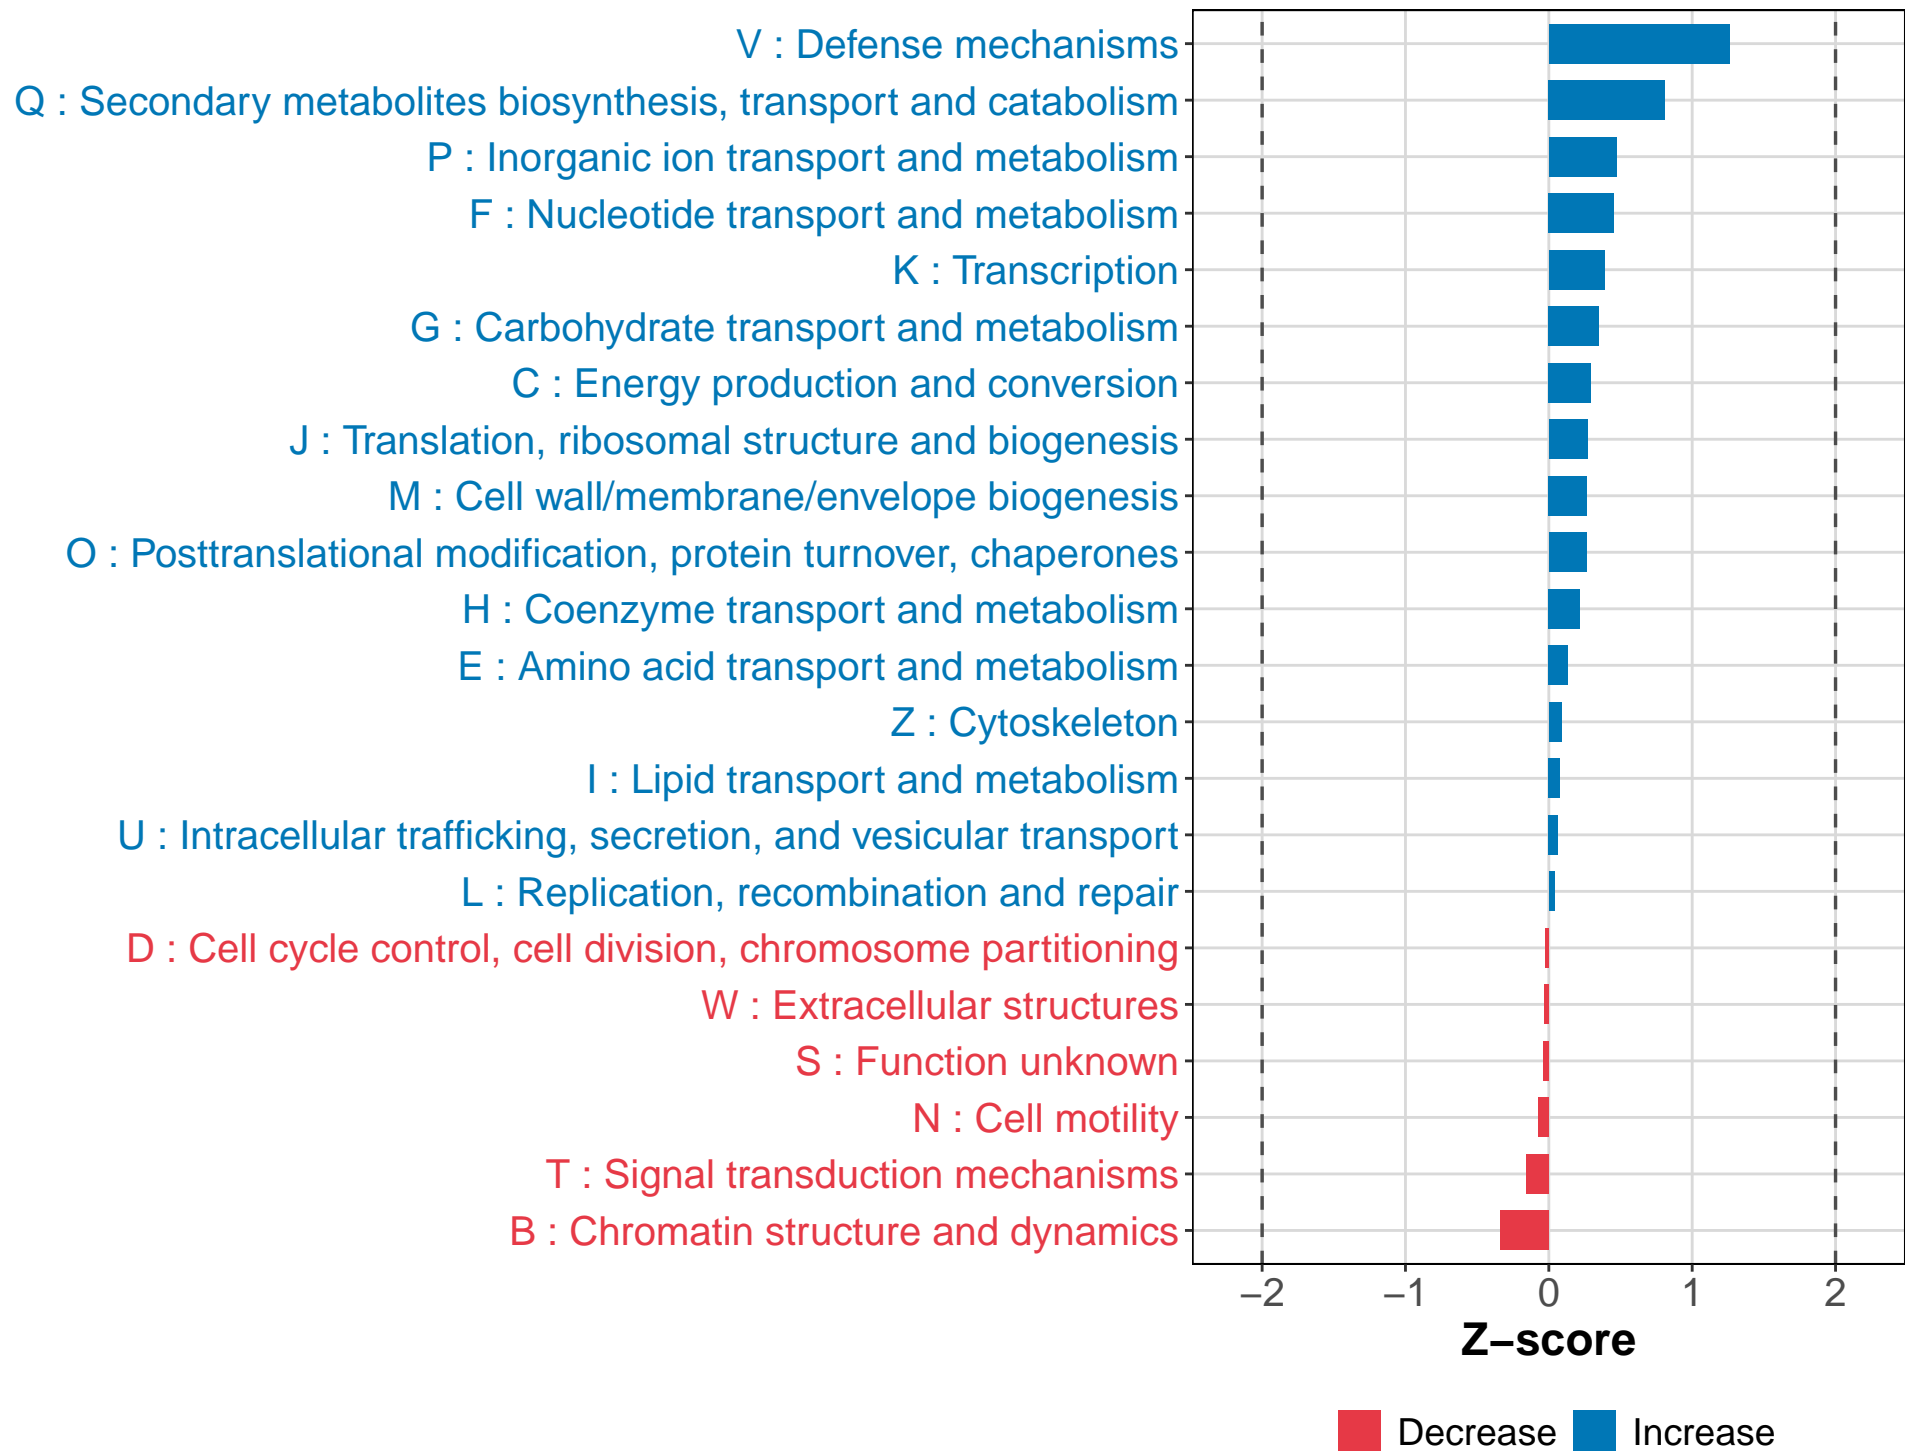 V : Defense mechanisms
Q : Secondary metabolites biosynthesis, transport and catabolism
P : Inorganic ion transport and metabolism
F : Nucleotide transport and metabolism
K : Transcription
G : Carbohydrate transport and metabolism
C : Energy production and conversion
J : Translation, ribosomal structure and biogenesis
M : Cell wall/membrane/envelope biogenesis
O : Posttranslational modification, protein turnover, chaperones
H : Coenzyme transport and metabolism
E : Amino acid transport and metabolism
Z : Cytoskeleton
I : Lipid transport and metabolism
U : Intracellular trafficking, secretion, and vesicular transport
L : Replication, recombination and repair
D : Cell cycle control, cell division, chromosome partitioning
W : Extracellular structures
S : Function unknown
N : Cell motility
T : Signal transduction mechanisms
B : Chromatin structure and dynamics
−2 −1 0 1 2
Z−score
Decrease Increase